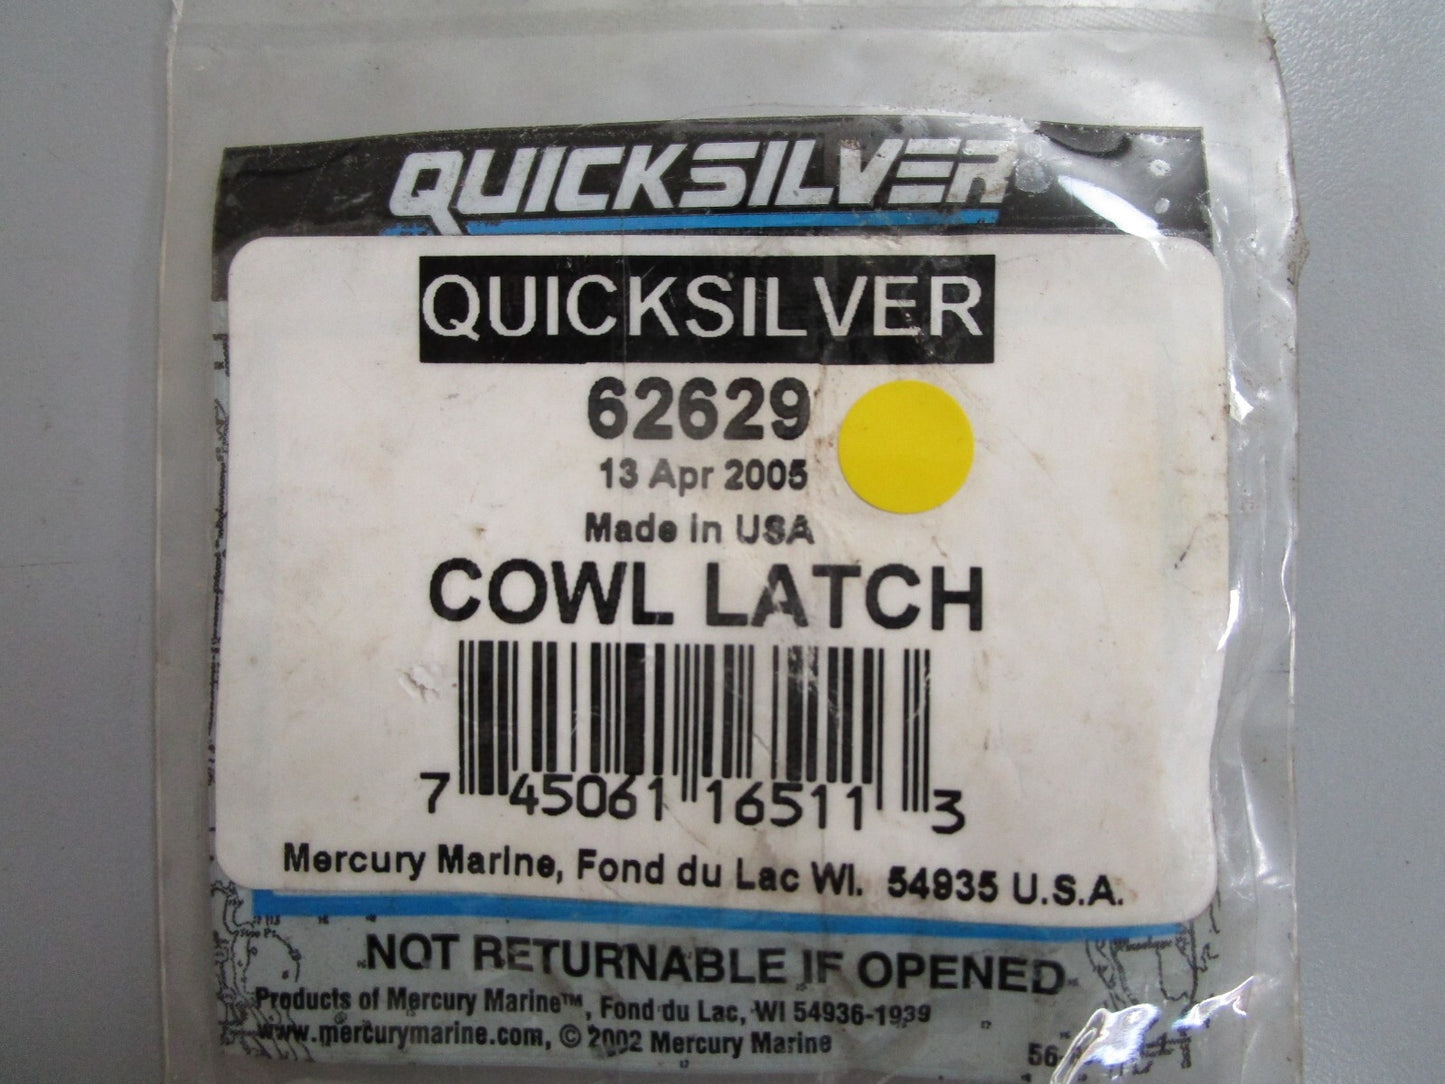 QUICKSILVER
QUICKSILVER
62629
13 Apr 2005
Made in USA
COWL LATCH
7 45061 16511 3
Mercury Marine, Fond du Lac WI. 54935 U.S.A.
NOT RETURNABLE IF OPENED
Products of Mercury Marine™, Fond du Lac, WI 54936-1939
www.mercurymarine.com, © 2002 Mercury Marine
56-